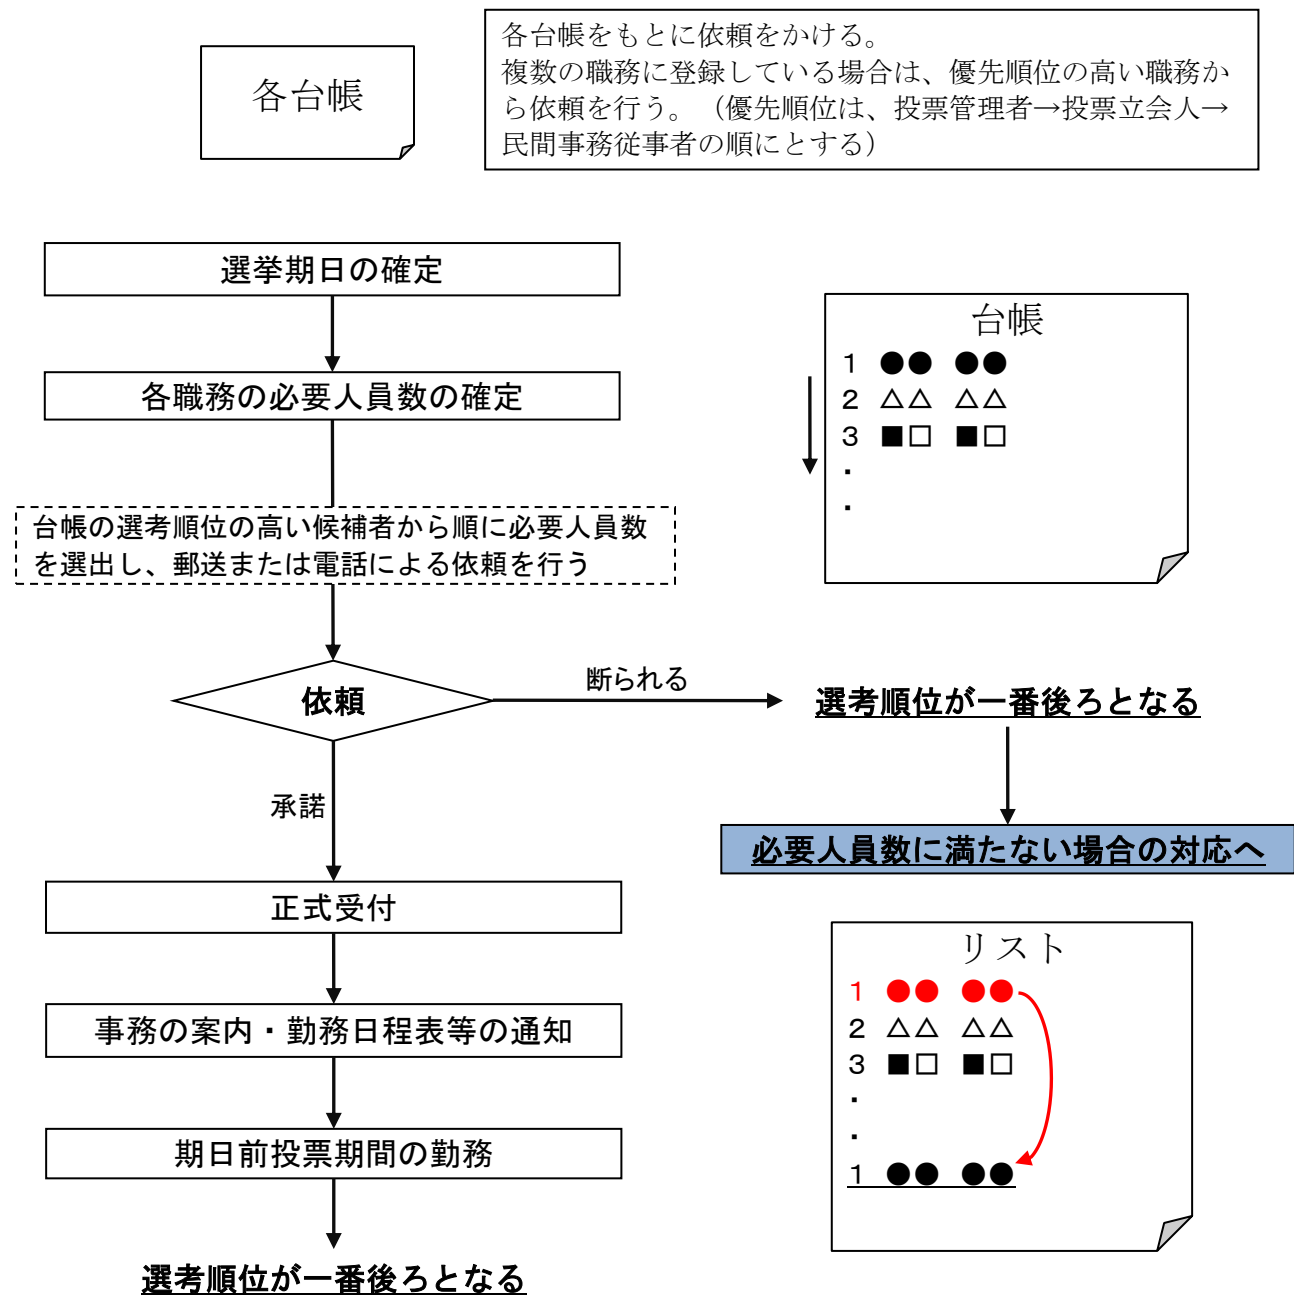 各台帳
各台帳をもとに依頼をかける。
複数の職務に登録している場合は、優先順位の高い職務か
ら依頼を行う。（優先順位は、投票管理者→投票立会人→
民間事務従事者の順にとする）
選挙期日の確定
各職務の必要人員数の確定
台帳の選考順位の高い候補者から順に必要人員数
を選出し、郵送または電話による依頼を行う
台帳
1 ●● ●●
2 △△ △△
3 ■□ ■□
・
・
依頼
断られる
選考順位が一番後ろとなる
承諾
必要人員数に満たない場合の対応へ
正式受付
事務の案内・勤務日程表等の通知
期日前投票期間の勤務
選考順位が一番後ろとなる
リスト
1 ●● ●●
2 △△ △△
3 ■□ ■□
・
・
1 ●● ●●